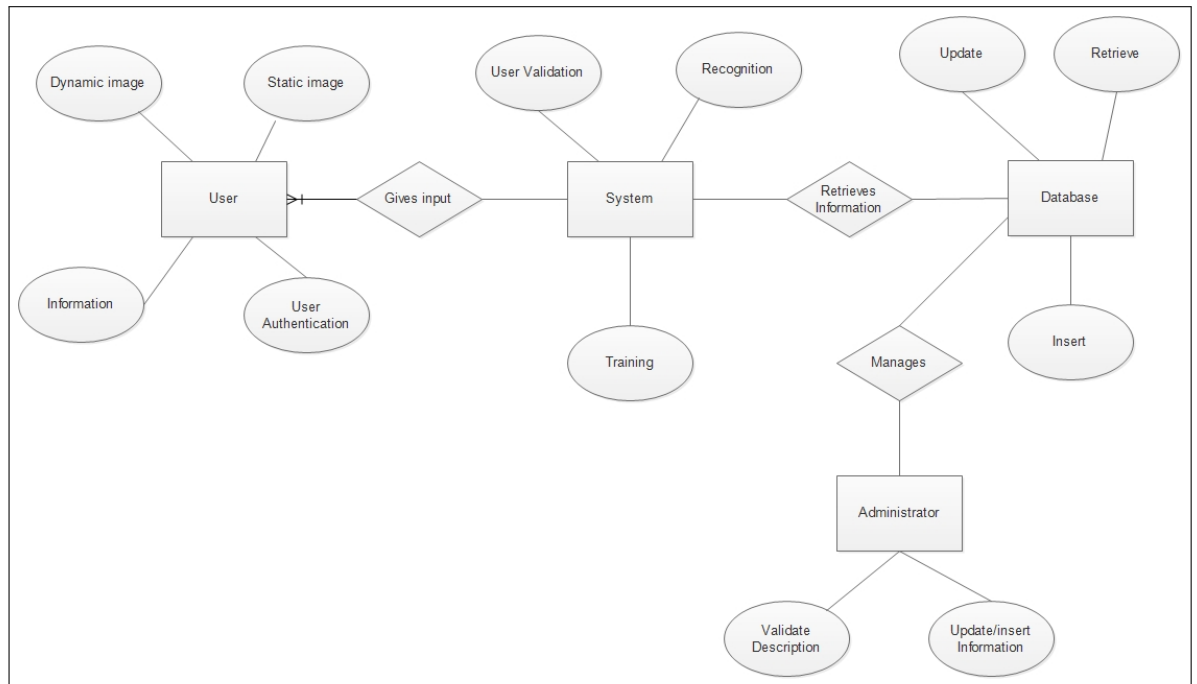 Dynamic image
Static image
User Validation
Recognition
Update
Retrieve
User
Gives input
System
Retrieves
Information
Database
Information
User
Authentication
Training
Manages
Insert
Administrator
Validate
Description
Update/insert
Information